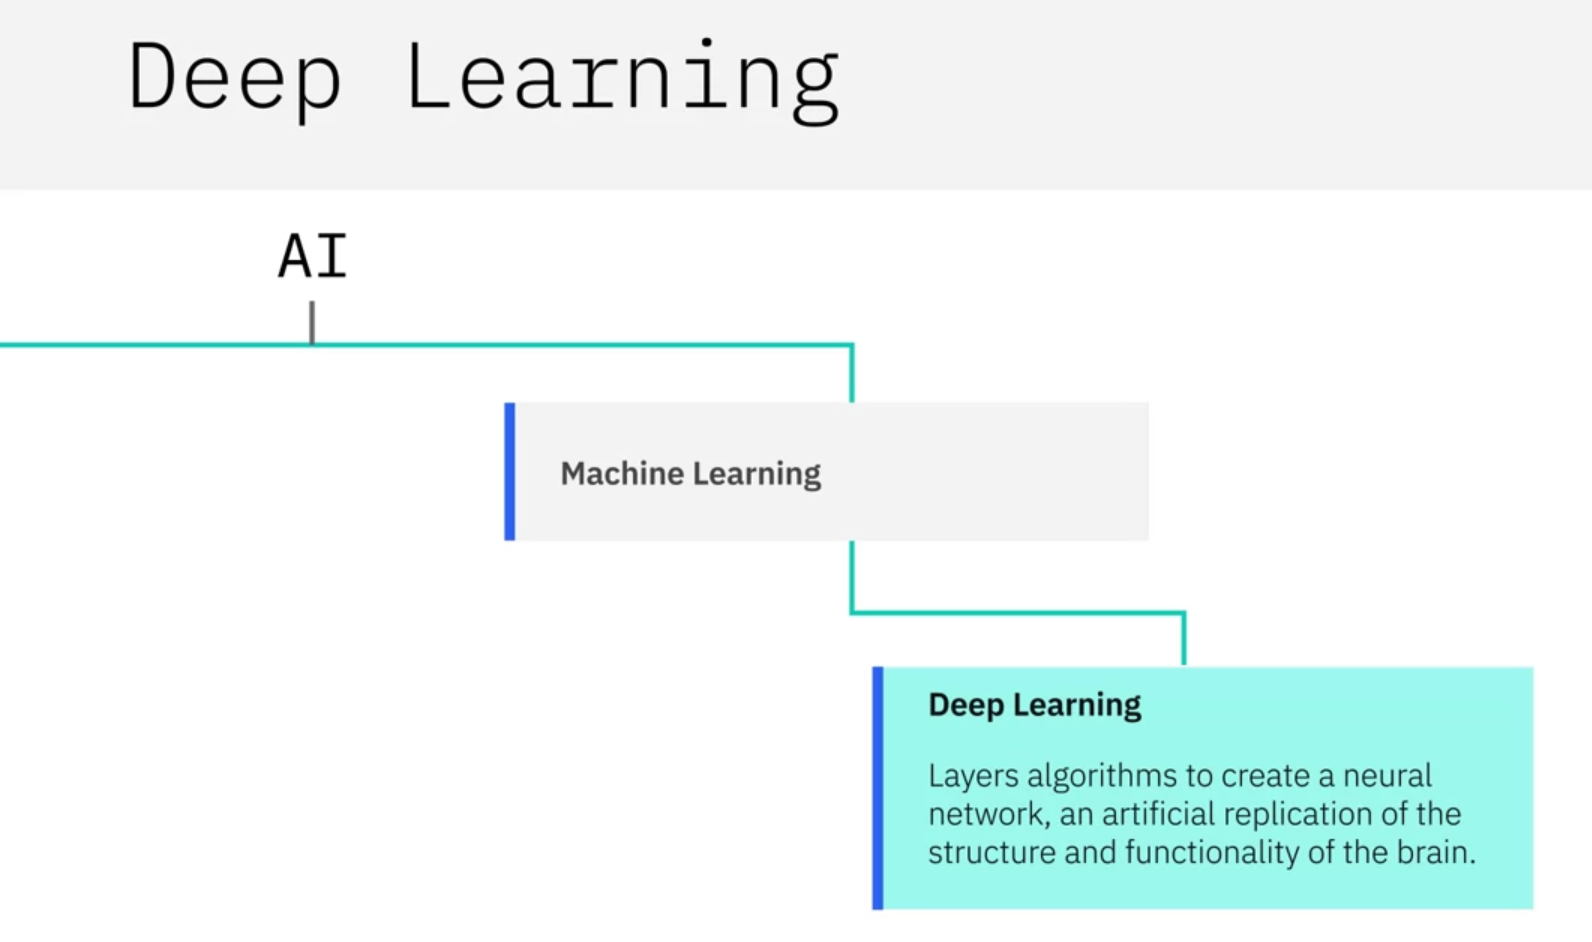 Deep Learning
AI
Machine Learning
Deep Learning
Layers algorithms to create a neural
network, an artificial replication of the
structure and functionality of the brain.